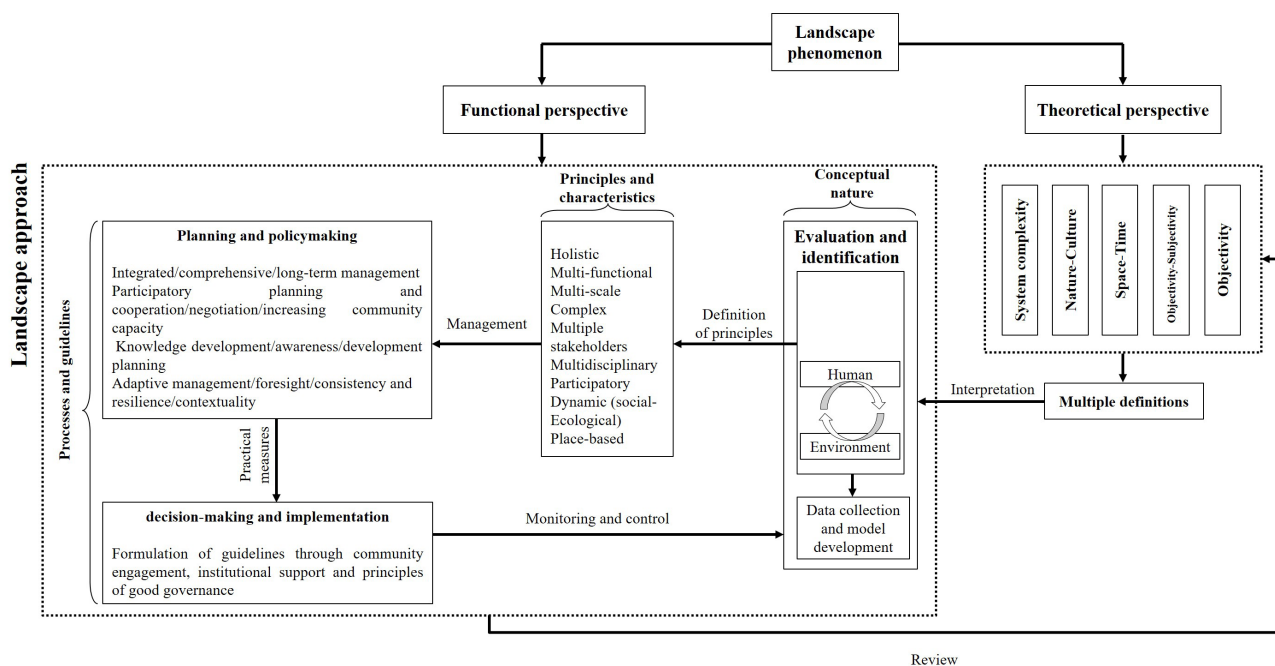 Landscape
phenomenon
Functional perspective
Theoretical perspective
Landscape approach
Processes and guidelines
Planning and policymaking
Integrated/comprehensive/long-term management
Participatory planning and
cooperation/negotiation/increasing community
capacity
Knowledge development/awareness/development
planning
Adaptive management/foresight/consistency and
resilience/contextuality
Practical
measures
decision-making and implementation
Formulation of guidelines through community
engagement, institutional support and principles
of good governance
Management
Principles and
characteristics
Holistic
Multi-functional
Multi-scale
Complex
Multiple
stakeholders
Multidisciplinary
Participatory
Dynamic (social-
Ecological)
Place-based
Definition
of principles
Monitoring and control
Conceptual
nature
Evaluation and
identification
Human
Environment
Data collection
and model
development
Interpretation
System complexity
Nature-Culture
Space-Time
Objectivity-Subjectivity
Objectivity
Multiple definitions
Review